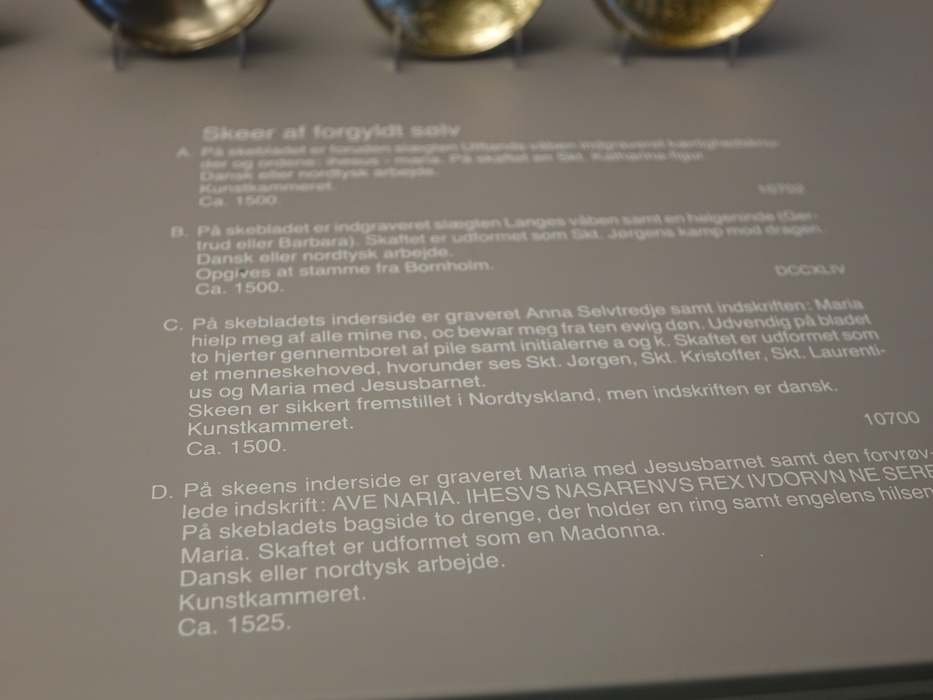 Skeer af forgyldt sølv
A. På skebladet er foruden slægten Ulflands våben indgraveret
der og ordene: ihesus - maria. På skaftet en Skt. Katharina-figur.
Dansk eller nordtysk arbejde.
Kunstkammeret.
Ca. 1500.
10702
B. På skebladet er indgraveret slægten Langes våben samt en helgeninde (Ger-
trud eller Barbara). Skaftet er udformet som Skt. Jørgens kamp mod dragen.
Dansk eller nordtysk arbejde.
Opgives at stamme fra Bornholm.
Ca. 1500.
DCCXLIV
C. På skebladets inderside er graveret Anna Selvtredje samt indskriften: Maria
hielp meg af alle mine nø, oc bewar meg fra ten ewig døn. Udvendig på bladet
to hjerter gennemboret af pile samt initialerne a og k. Skaftet er udformet som
et menneskehoved, hvorunder ses Skt. Jørgen, Skt. Kristoffer, Skt. Laurenti-
us og Maria med Jesusbarnet.
Skeen er sikkert fremstillet i Nordtyskland, men indskriften er dansk.
Kunstkammeret.
Ca. 1500.
10700
D. På skeens inderside er graveret Maria med Jesusbarnet samt den forvrøv-
lede indskrift: AVE NARIA. IHESVS NASARENVS REX IVDORVN NE SERE
På skebladets bagside to drenge, der holder en ring samt engelens hilsen
Maria. Skaftet er udformet som en Madonna.
Dansk eller nordtysk arbejde.
Kunstkammeret.
Ca. 1525.